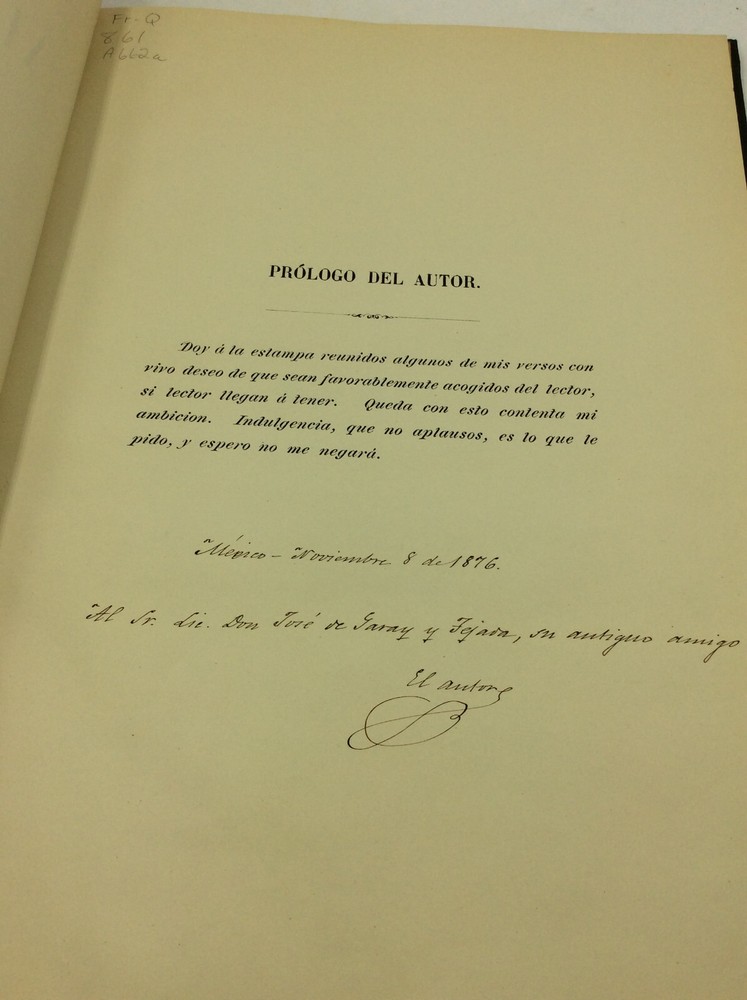 Fr-Q
861
A662a
PRÓLOGO DEL AUTOR.
Doy á la estampa reunidos algunos de mis versos con
vivo deseo de que sean favorablemente acogidos del lector,
si lector llegan á tener. Queda con esto contenta mi
ambicion. Indulgencia, que no aplausos, es lo que le
pido, y espero no me negará.
México – Noviembre 8 de 1876.
Al Sr. Lic. Don José de Garay y Tejada, su antiguo amigo
El autor